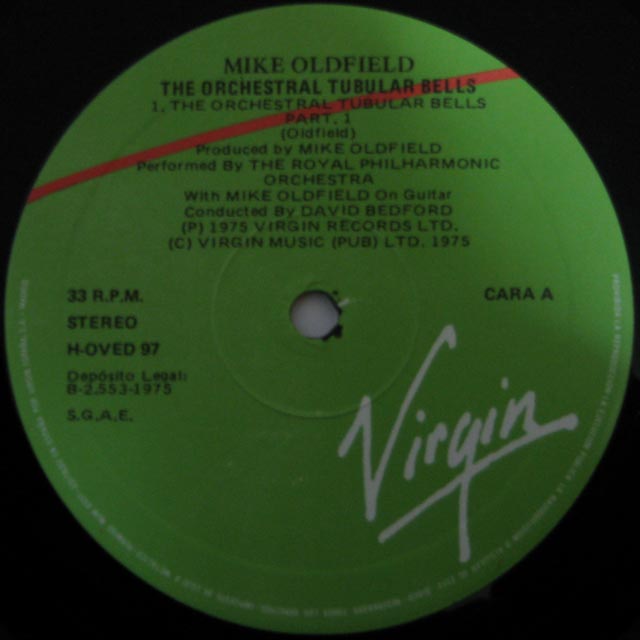 MIKE OLDFIELD
THE ORCHESTRAL TUBULAR BELLS
1. THE ORCHESTRAL TUBULAR BELLS
PART. 1
(Oldfield)
Produced by MIKE OLDFIELD
Performed By THE ROYAL PHILHARMONIC
ORCHESTRA
With MIKE OLDFIELD On Guitar
Conducted By DAVID BEDFORD
(P) 1975 VIRGIN RECORDS LTD.
(C) VIRGIN MUSIC (PUB) LTD. 1975
33 R.P.M.
CARA A
STEREO
H-OVED 97
Depósito Legal:
B-2.553-1975
S.G.A.E.
Virgin